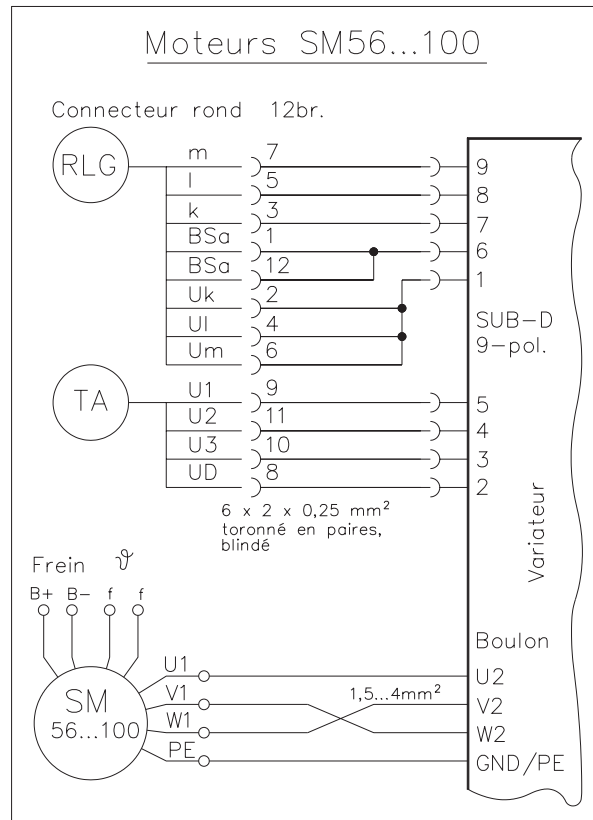 Moteurs SM56...100
Connecteur rond 12br.
RLG
m 7 9
l 5 8
k 3 7
BSa 1 6
BSa 12 1
Uk 2
Ul 4
Um 6
SUB-D
9-pol.
TA
U1 9 5
U2 11 4
U3 10 3
UD 8 2
6 x 2 x 0,25 mm²
toronné en paires,
blindé
Variateur
Frein ϑ
B+ B- f f
Boulon
SM
56...100
U1 U2
V1 1,5...4mm² V2
W1 W2
PE GND/PE